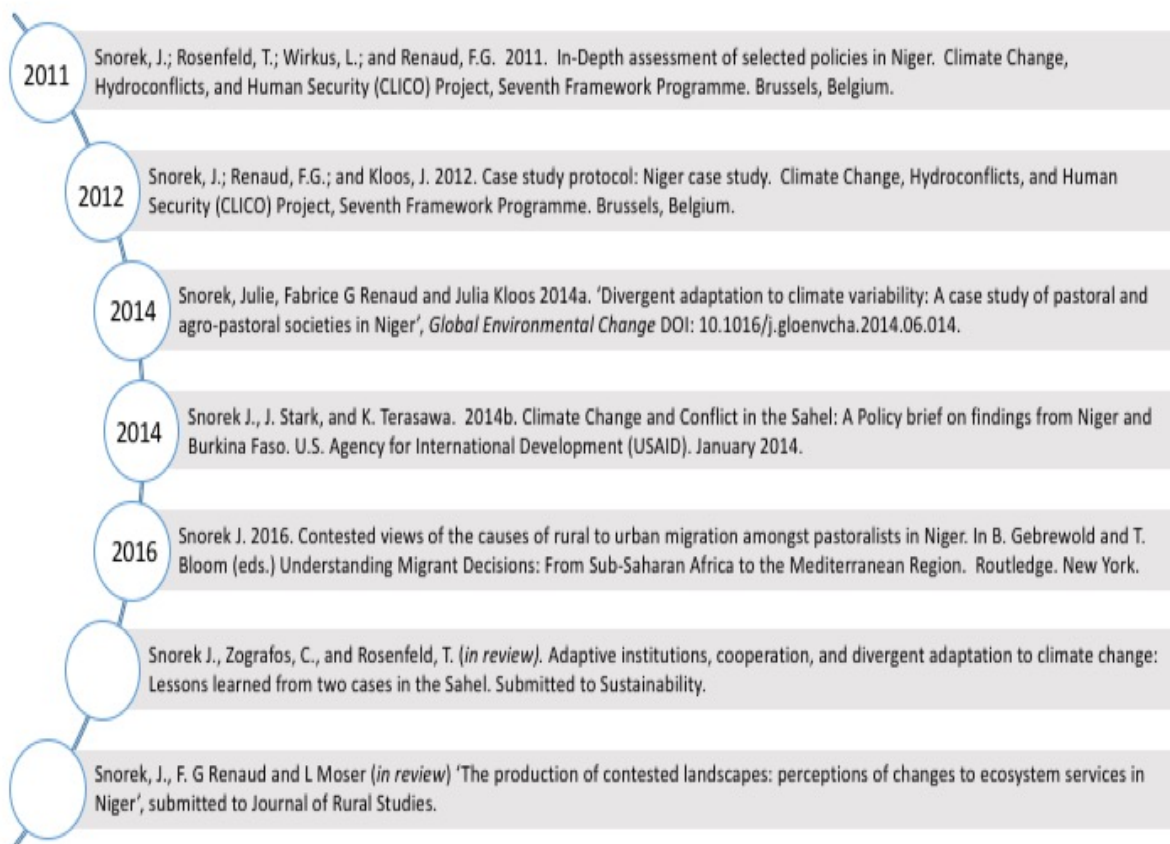 2011
Snorek, J.; Rosenfeld, T.; Wirkus, L.; and Renaud, F.G. 2011. In-Depth assessment of selected policies in Niger. Climate Change,
Hydroconflicts, and Human Security (CLICO) Project, Seventh Framework Programme. Brussels, Belgium.
2012
Snorek, J.; Renaud, F.G.; and Kloos, J. 2012. Case study protocol: Niger case study. Climate Change, Hydroconflicts, and Human
Security (CLICO) Project, Seventh Framework Programme. Brussels, Belgium.
2014
Snorek, Julie, Fabrice G Renaud and Julia Kloos 2014a. ‘Divergent adaptation to climate variability: A case study of pastoral and
agro-pastoral societies in Niger’, Global Environmental Change DOI: 10.1016/j.gloenvcha.2014.06.014.
2014
Snorek J., J. Stark, and K. Terasawa. 2014b. Climate Change and Conflict in the Sahel: A Policy brief on findings from Niger and
Burkina Faso. U.S. Agency for International Development (USAID). January 2014.
2016
Snorek J. 2016. Contested views of the causes of rural to urban migration amongst pastoralists in Niger. In B. Gebrewold and T.
Bloom (eds.) Understanding Migrant Decisions: From Sub-Saharan Africa to the Mediterranean Region. Routledge. New York.
Snorek J., Zografos, C., and Rosenfeld, T. (in review). Adaptive institutions, cooperation, and divergent adaptation to climate change:
Lessons learned from two cases in the Sahel. Submitted to Sustainability.
Snorek, J., F. G Renaud and L Moser (in review) ‘The production of contested landscapes: perceptions of changes to ecosystem services in
Niger’, submitted to Journal of Rural Studies.